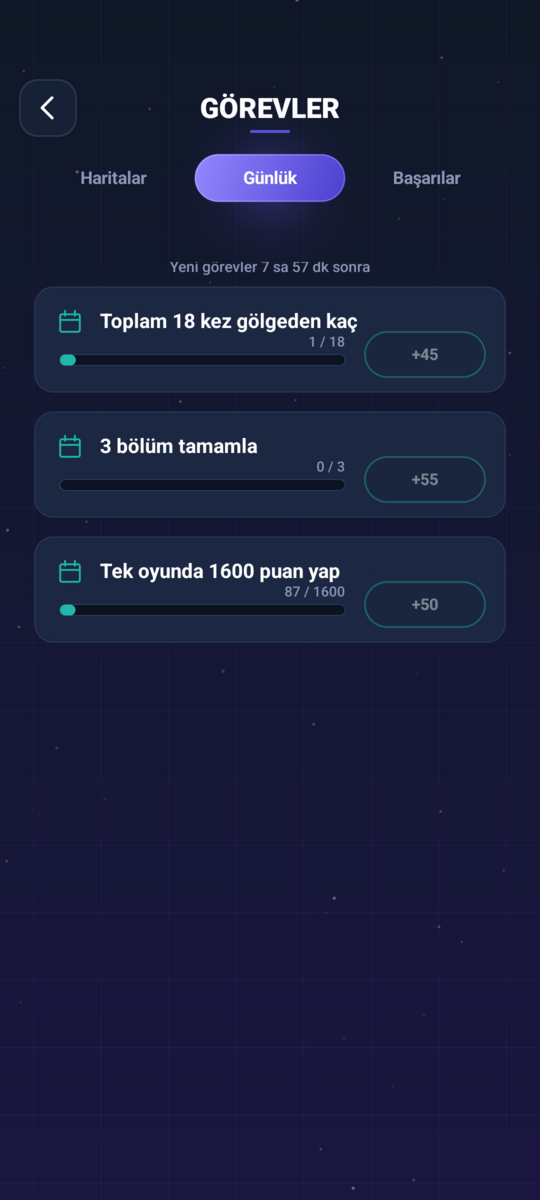 GÖREVLER
Haritalar
Günlük
Başarılar
Yeni görevler 7 sa 57 dk sonra
Toplam 18 kez gölgeden kaç
1 / 18
+45
3 bölüm tamamla
0 / 3
+55
Tek oyunda 1600 puan yap
87 / 1600
+50